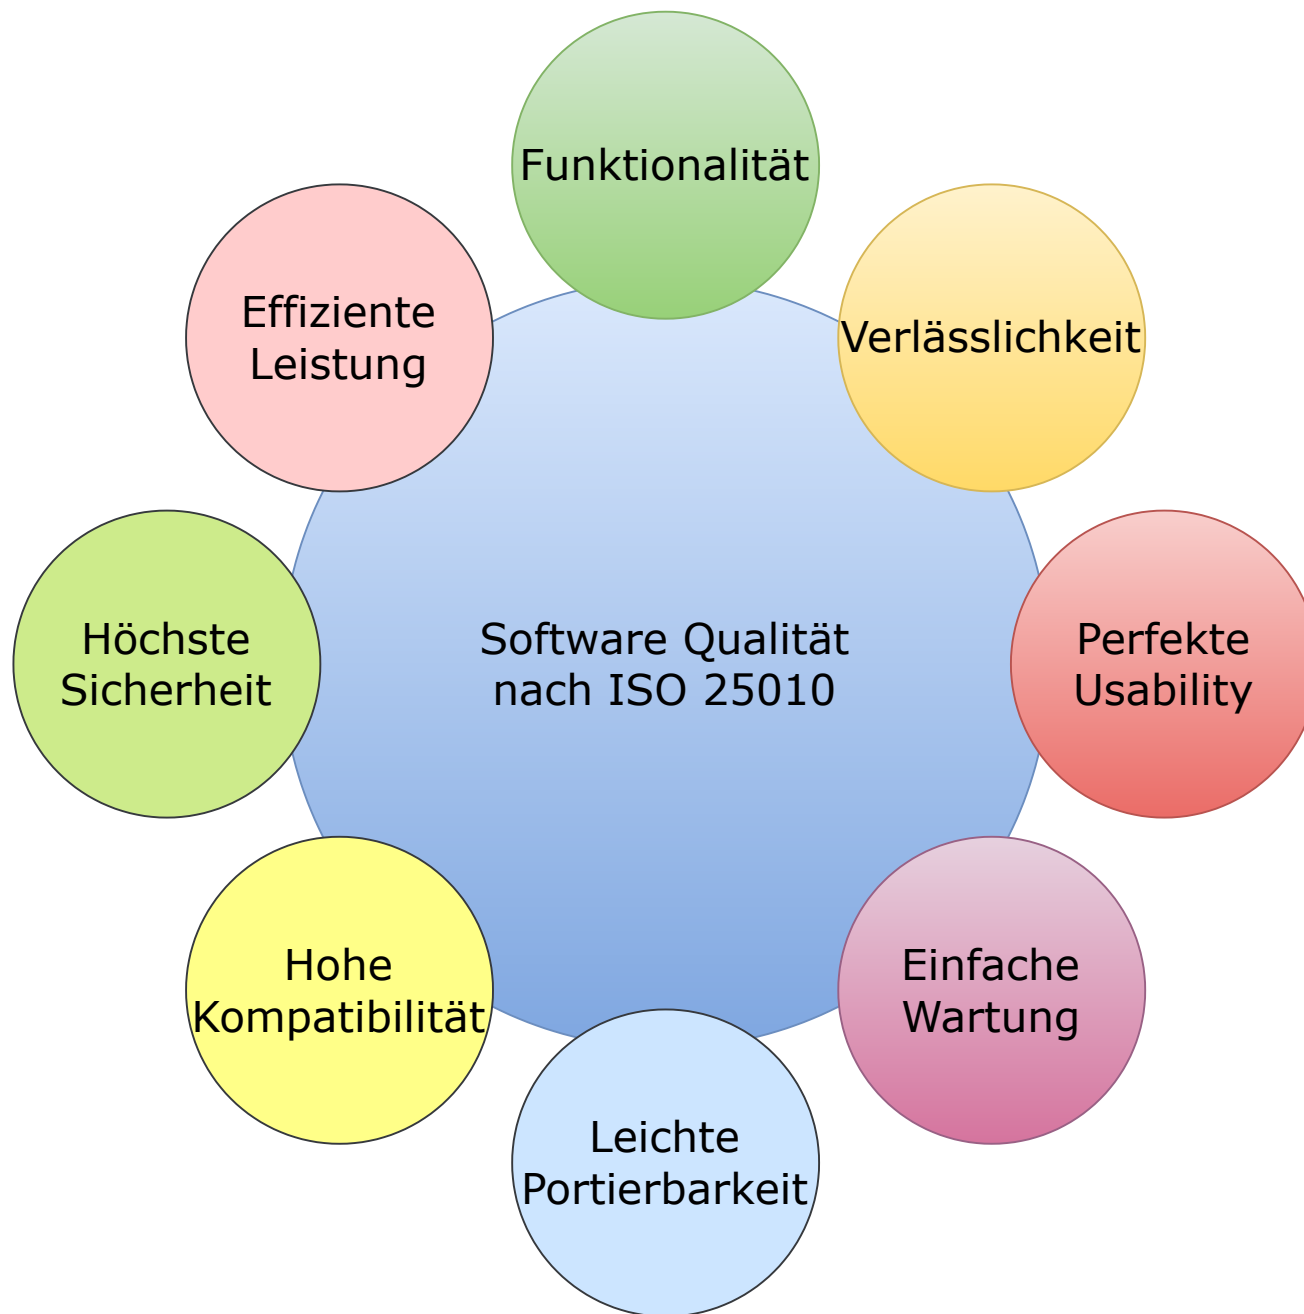 Funktionalität
Effiziente
Leistung
Verlässlichkeit
Höchste
Sicherheit
Software Qualität
nach ISO 25010
Perfekte
Usability
Hohe
Kompatibilität
Einfache
Wartung
Leichte
Portierbarkeit